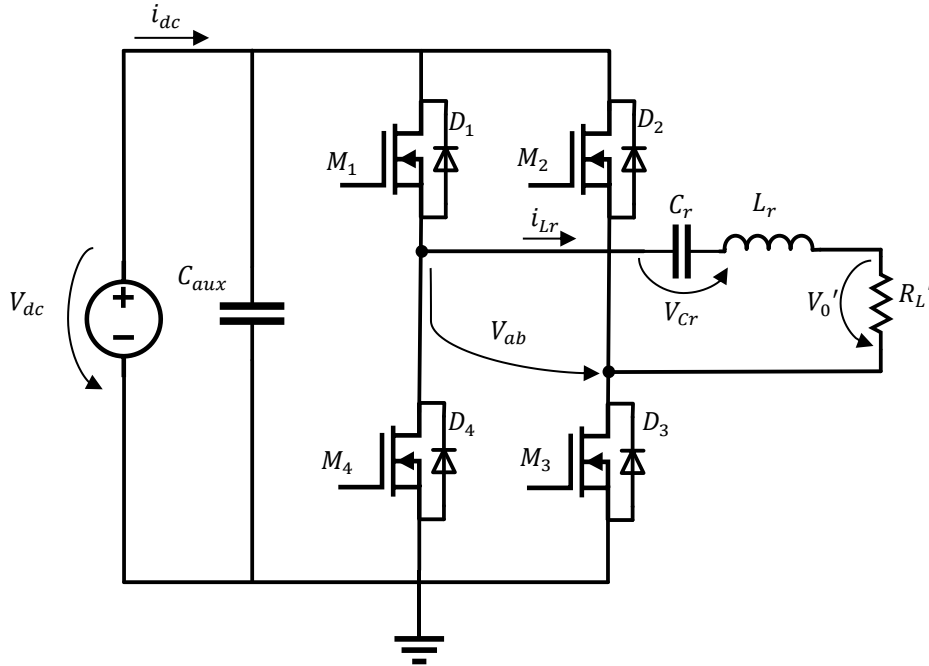 i_dc
D_1
D_2
M_1
M_2
C_r
L_r
i_Lr
C_aux
V_dc
+
−
V_Cr
V_0'
R_L'
V_ab
D_4
D_3
M_4
M_3